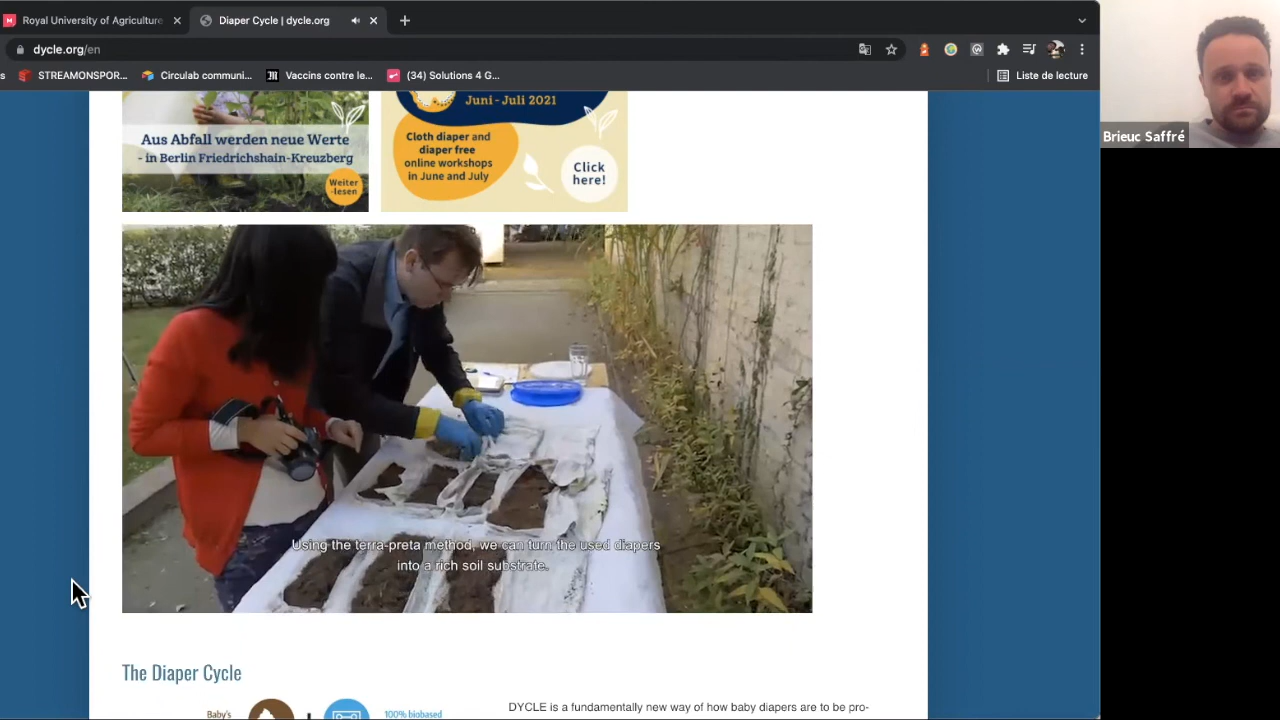 Royal University of Agriculture
Diaper Cycle | dycle.org
dycle.org/en
s
STREAMONSPOR...
Circulab communi...
Vaccins contre le...
(34) Solutions 4 G...
Liste de lecture
Brieuc Saffré
Aus Abfall werden neue Werte
- in Berlin Friedrichshain-Kreuzberg
Weiter
-lesen
Juni - Juli 2021
Cloth diaper and
diaper free
online workshops
in June and July
Click
here!
Using the terra-preta method, we can turn the used diapers
into a rich soil substrate.
The Diaper Cycle
Baby's
+
100% biobased
DYCLE is a fundamentally new way of how baby diapers are to be pro-